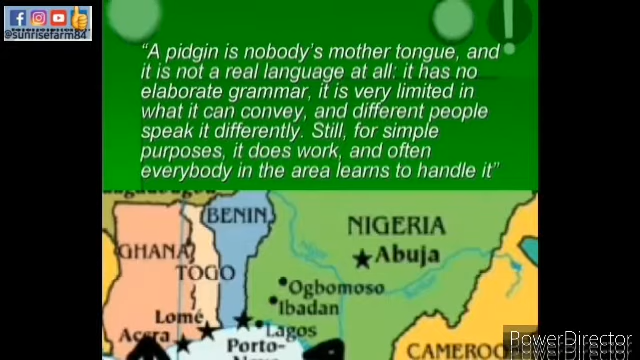 @sunrisefarm84
“A pidgin is nobody's mother tongue, and
it is not a real language at all: it has no
elaborate grammar, it is very limited in
what it can convey, and different people
speak it differently. Still, for simple
purposes, it does work, and often
everybody in the area learns to handle it”
BENIN
NIGERIA
Abuja
GHANA
TOGO
Ogbomoso
Ibadan
Lomé
Lagos
Accra
Porto-
CAMEROON
PowerDirector